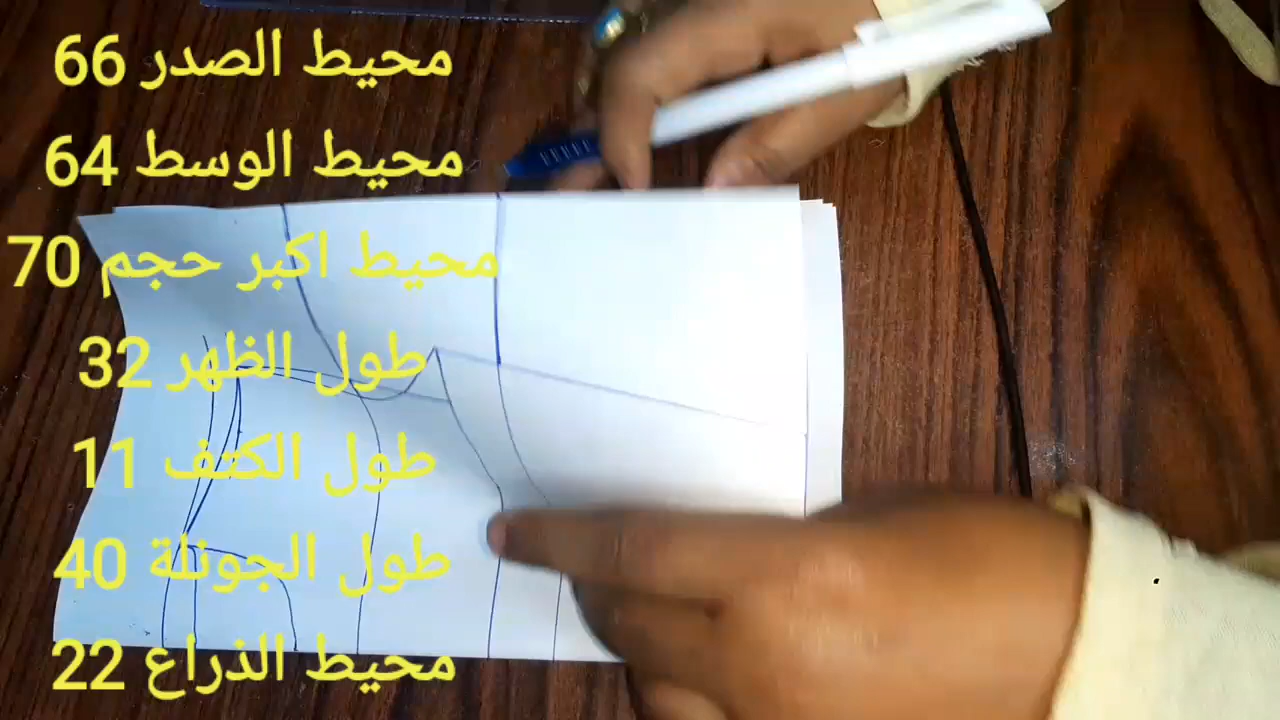 محيط الصدر 66
محيط الوسط 64
محيط اكبر حجم 70
طول الظهر 32
طول الكتف 11
طول الجونلة 40
محيط الذراع 22